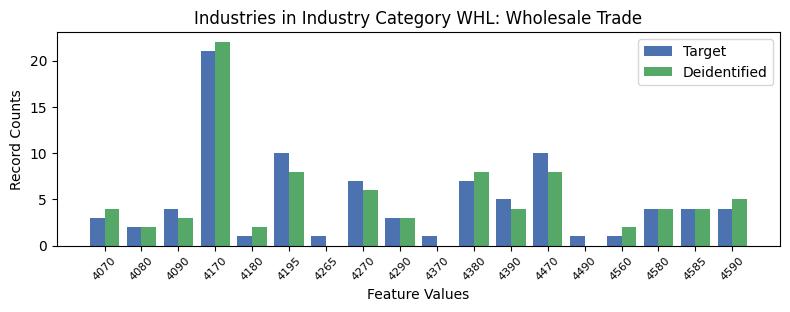 Industries in Industry Category WHL: Wholesale Trade
Target
Deidentified
Record Counts
20
15
10
5
0
4070 4080 4090 4170 4180 4195 4265 4270 4290 4370 4380 4390 4470 4490 4560 4580 4585 4590
Feature Values